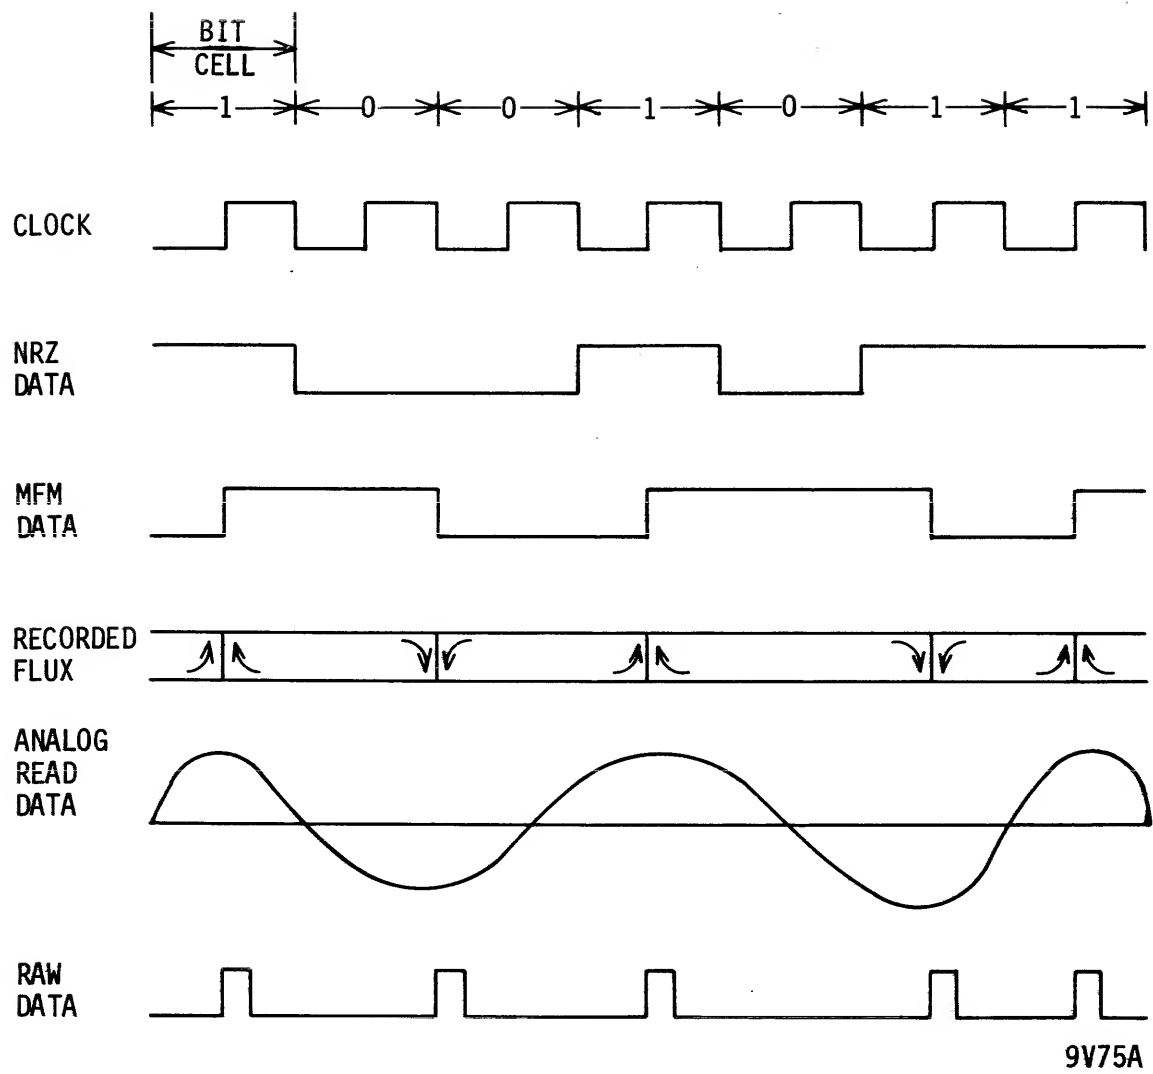 BIT
CELL
1 0 0 1 0 1 1
CLOCK
NRZ
DATA
MFM
DATA
RECORDED
FLUX
ANALOG
READ
DATA
RAW
DATA
9V75A